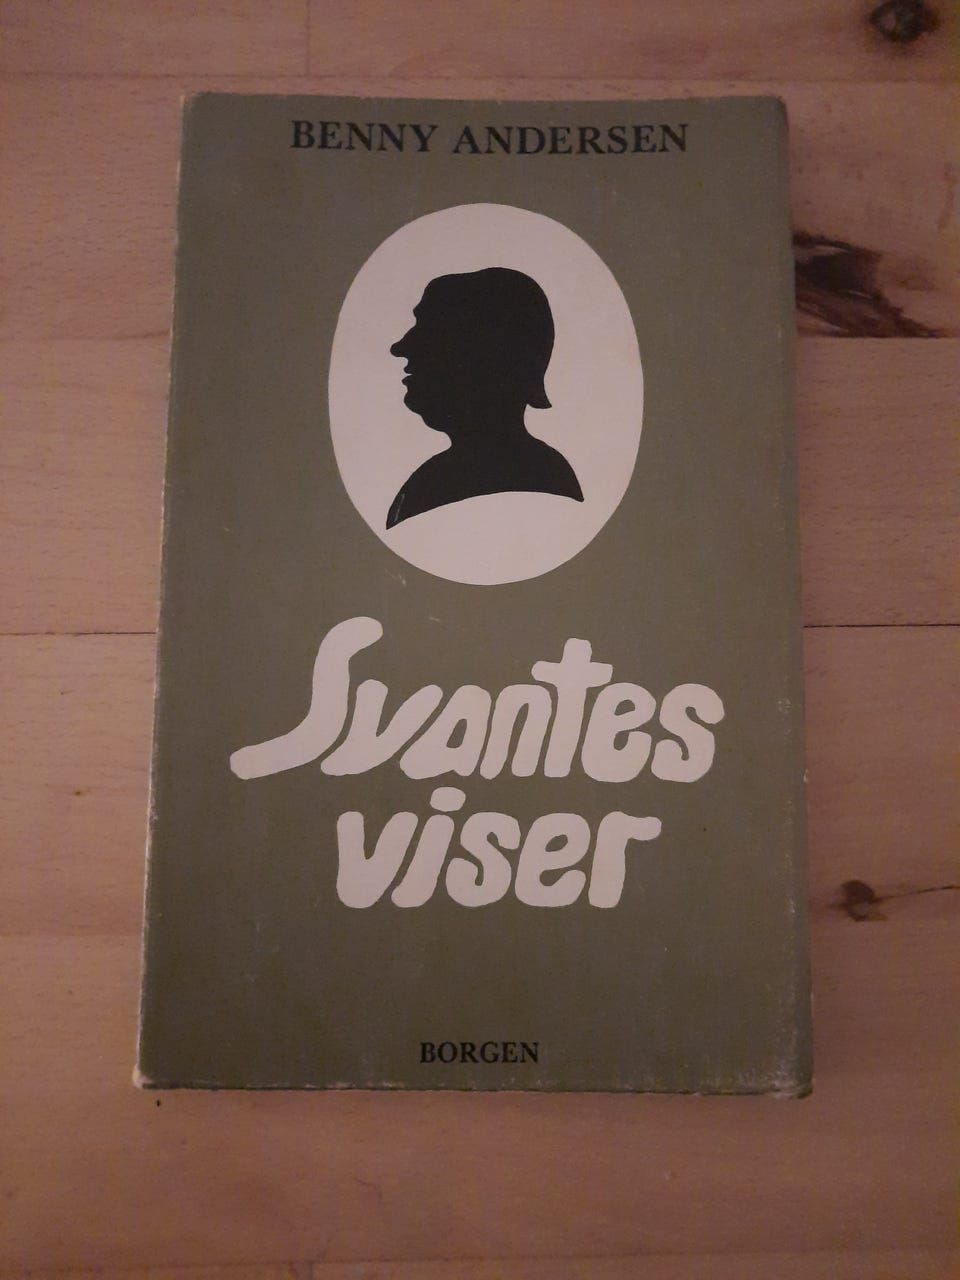 BENNY ANDERSEN
Svantes
viser
BORGEN